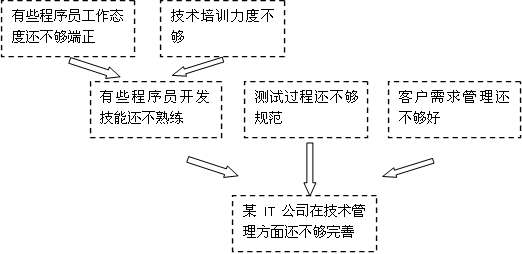 有些程序员工作态
度还不够端正
技术培训力度不
够
有些程序员开发
技能还不熟练
测试过程还不够
规范
客户需求管理还
不够好
某 IT 公司在技术管
理方面还不够完善